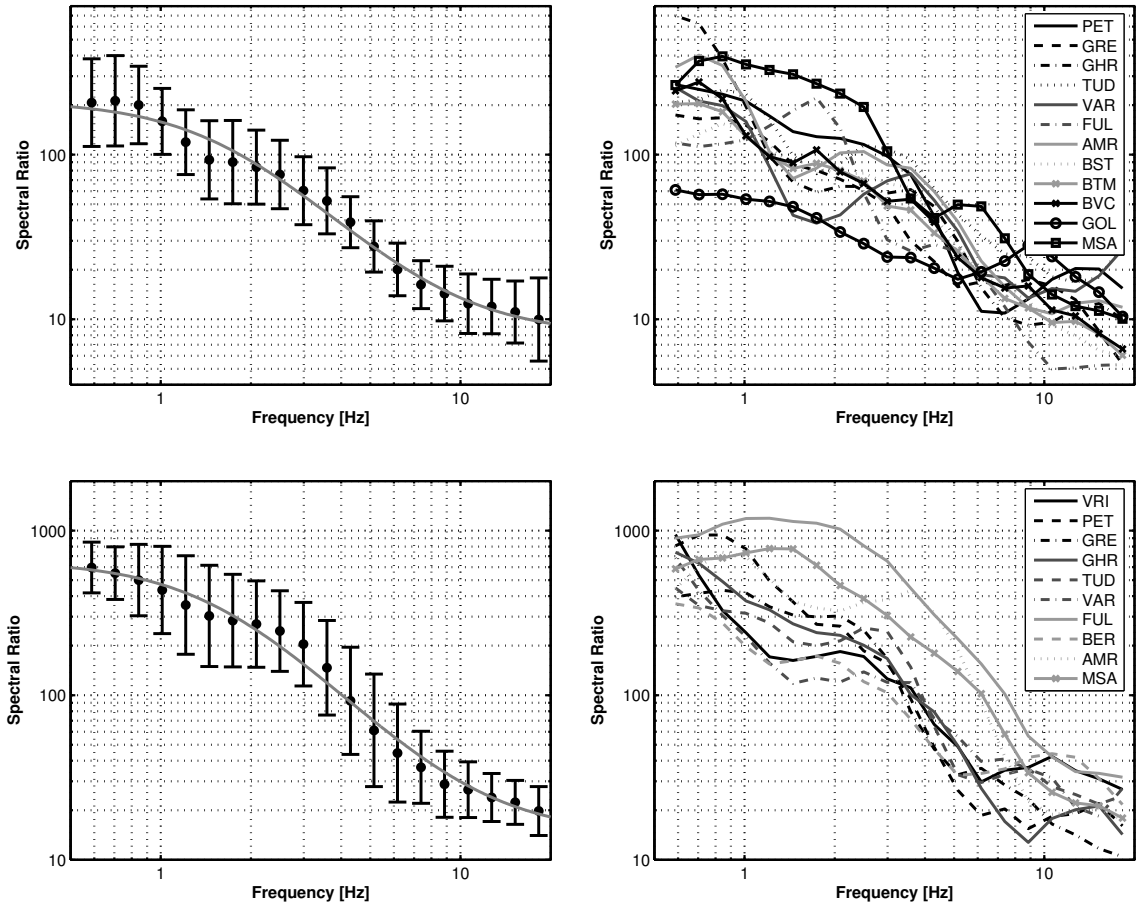 100
10
1
10
Spectral Ratio
Frequency [Hz]
100
10
1
10
Spectral Ratio
Frequency [Hz]
PET
GRE
GHR
TUD
VAR
FUL
AMR
BST
BTM
BVC
GOL
MSA
1000
100
10
1
10
Spectral Ratio
Frequency [Hz]
1000
100
10
1
10
Spectral Ratio
Frequency [Hz]
VRI
PET
GRE
GHR
TUD
VAR
FUL
BER
AMR
MSA